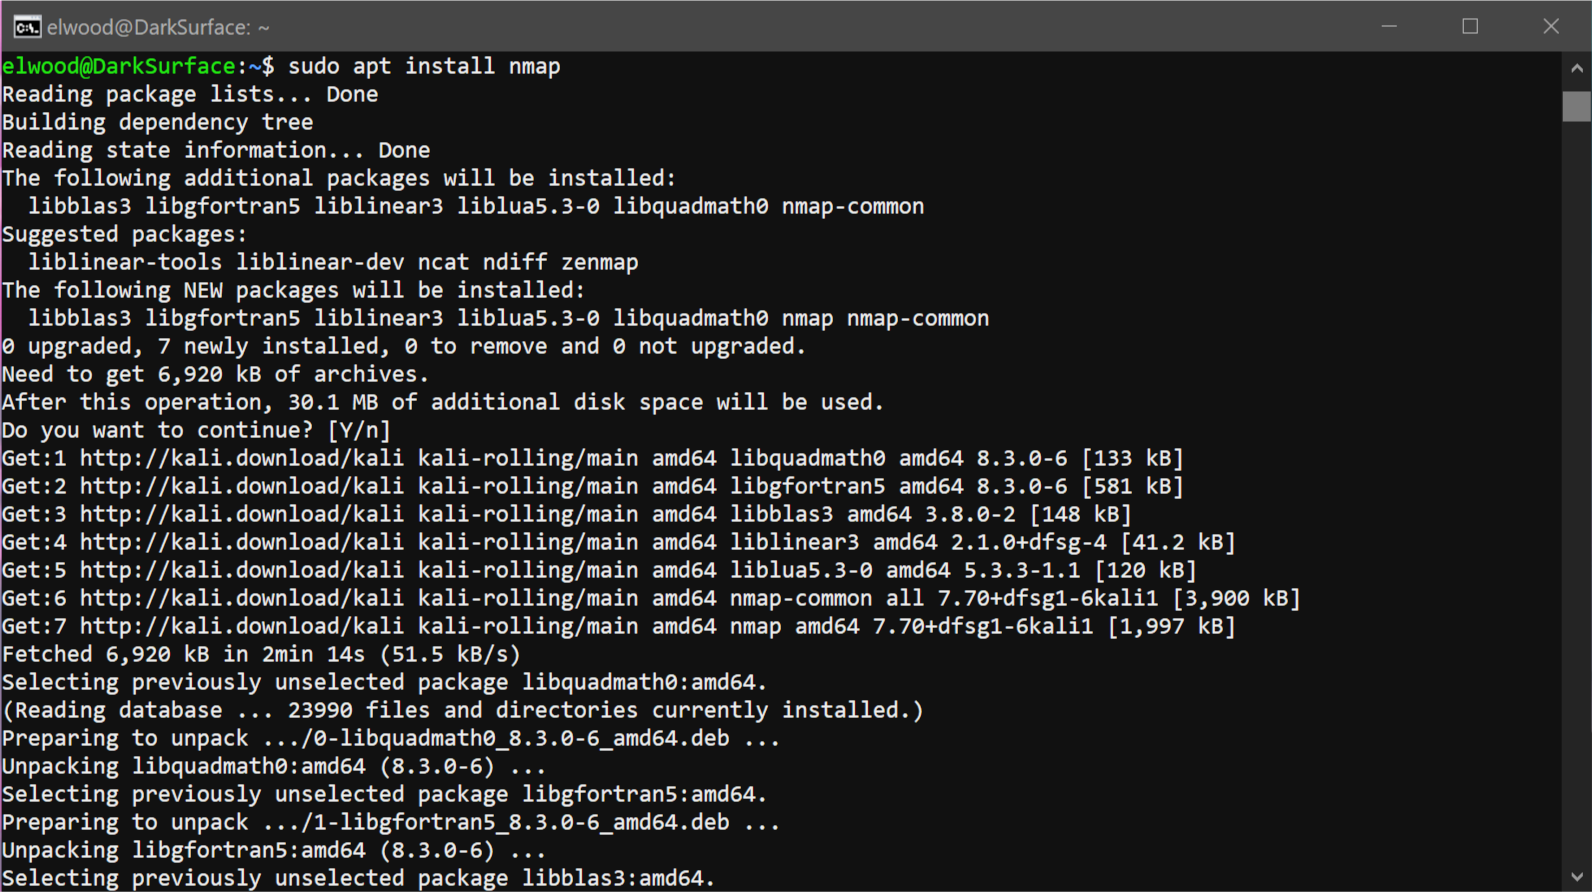 C:\. elwood@DarkSurface: ~
elwood@DarkSurface:~$ sudo apt install nmap
Reading package lists... Done
Building dependency tree
Reading state information... Done
The following additional packages will be installed:
  libblas3 libgfortran5 liblinear3 liblua5.3-0 libquadmath0 nmap-common
Suggested packages:
  liblinear-tools liblinear-dev ncat ndiff zenmap
The following NEW packages will be installed:
  libblas3 libgfortran5 liblinear3 liblua5.3-0 libquadmath0 nmap nmap-common
0 upgraded, 7 newly installed, 0 to remove and 0 not upgraded.
Need to get 6,920 kB of archives.
After this operation, 30.1 MB of additional disk space will be used.
Do you want to continue? [Y/n]
Get:1 http://kali.download/kali kali-rolling/main amd64 libquadmath0 amd64 8.3.0-6 [133 kB]
Get:2 http://kali.download/kali kali-rolling/main amd64 libgfortran5 amd64 8.3.0-6 [581 kB]
Get:3 http://kali.download/kali kali-rolling/main amd64 libblas3 amd64 3.8.0-2 [148 kB]
Get:4 http://kali.download/kali kali-rolling/main amd64 liblinear3 amd64 2.1.0+dfsg-4 [41.2 kB]
Get:5 http://kali.download/kali kali-rolling/main amd64 liblua5.3-0 amd64 5.3.3-1.1 [120 kB]
Get:6 http://kali.download/kali kali-rolling/main amd64 nmap-common all 7.70+dfsg1-6kali1 [3,900 kB]
Get:7 http://kali.download/kali kali-rolling/main amd64 nmap amd64 7.70+dfsg1-6kali1 [1,997 kB]
Fetched 6,920 kB in 2min 14s (51.5 kB/s)
Selecting previously unselected package libquadmath0:amd64.
(Reading database ... 23990 files and directories currently installed.)
Preparing to unpack .../0-libquadmath0_8.3.0-6_amd64.deb ...
Unpacking libquadmath0:amd64 (8.3.0-6) ...
Selecting previously unselected package libgfortran5:amd64.
Preparing to unpack .../1-libgfortran5_8.3.0-6_amd64.deb ...
Unpacking libgfortran5:amd64 (8.3.0-6) ...
Selecting previously unselected package libblas3:amd64.